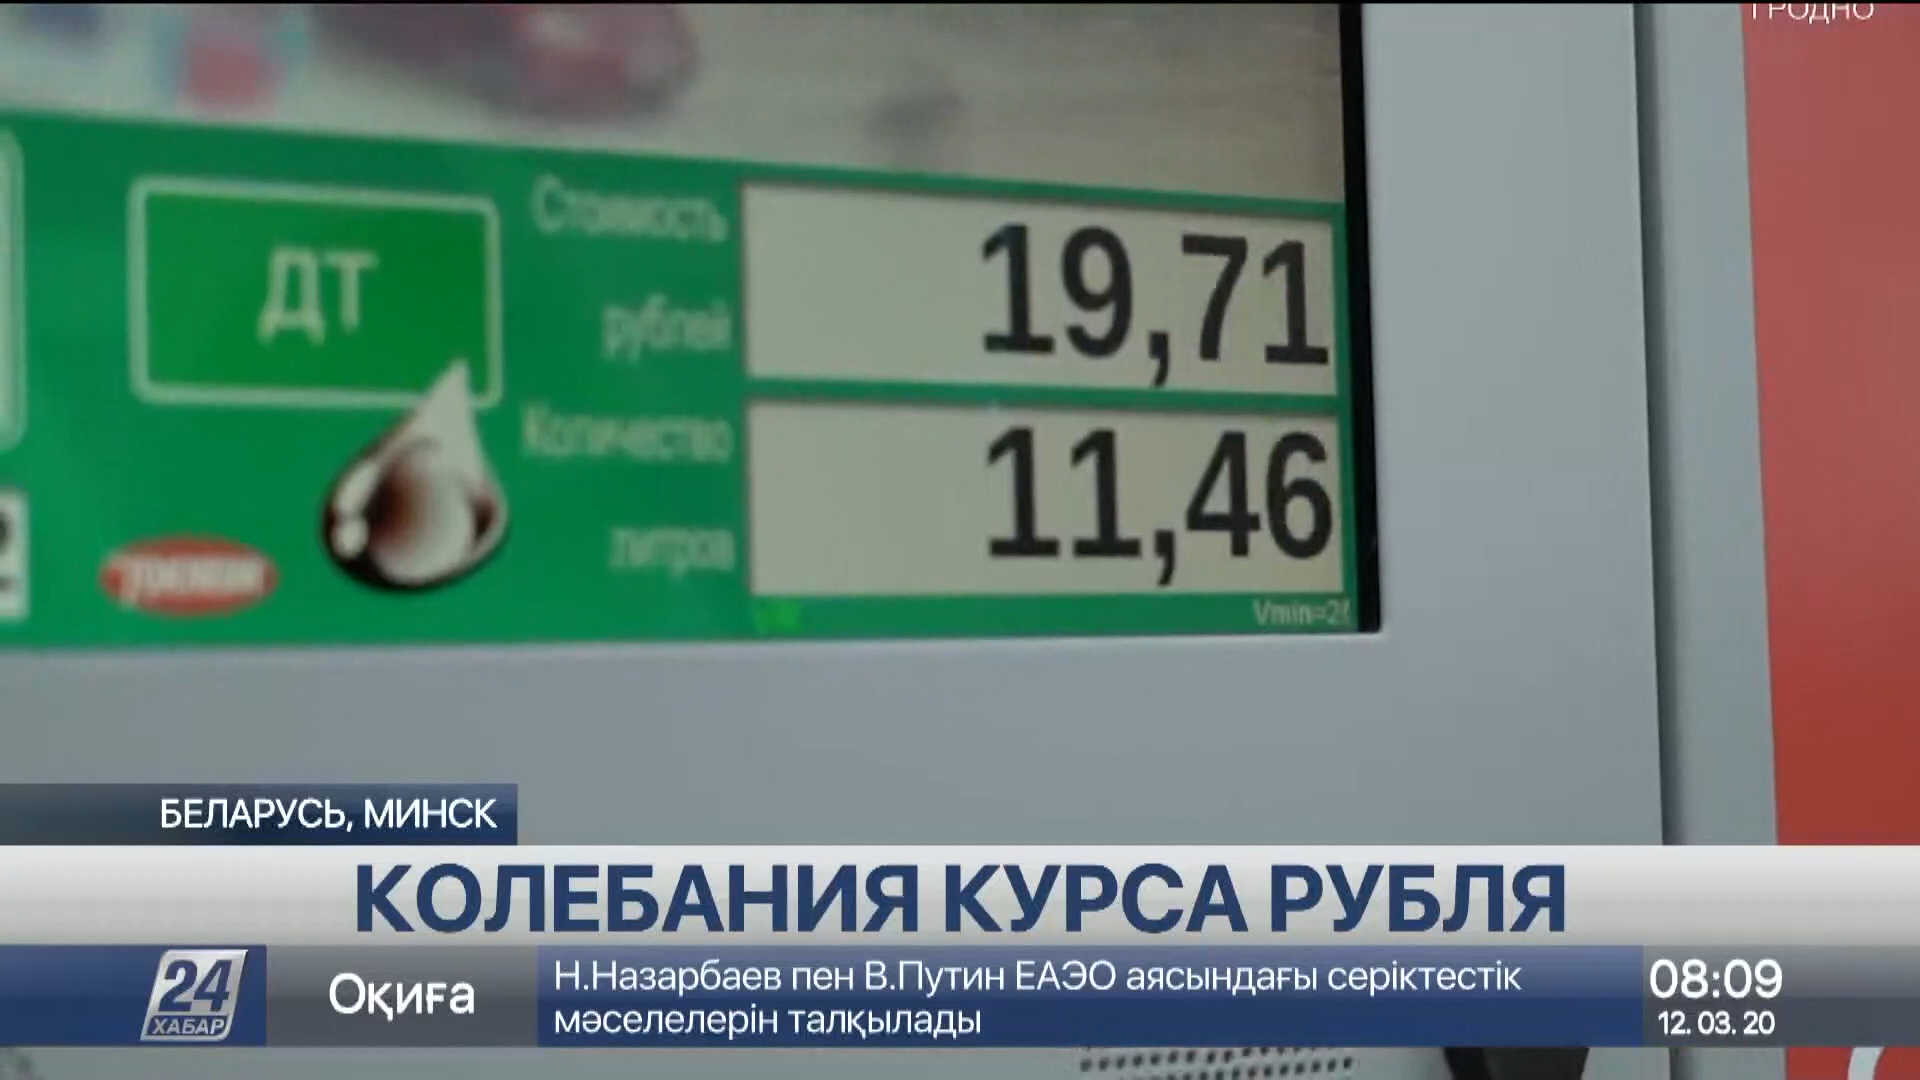 ГРОДНО
ДТ
Стоимость
рублей
19,71
Количество
литров
11,46
БЕЛАРУСЬ, МИНСК
КОЛЕБАНИЯ КУРСА РУБЛЯ
24
ХАБАР
Оқиға
Н.Назарбаев пен В.Путин ЕАЭО аясындағы серіктестік
мәселелерін талқылады
08:09
12. 03. 20